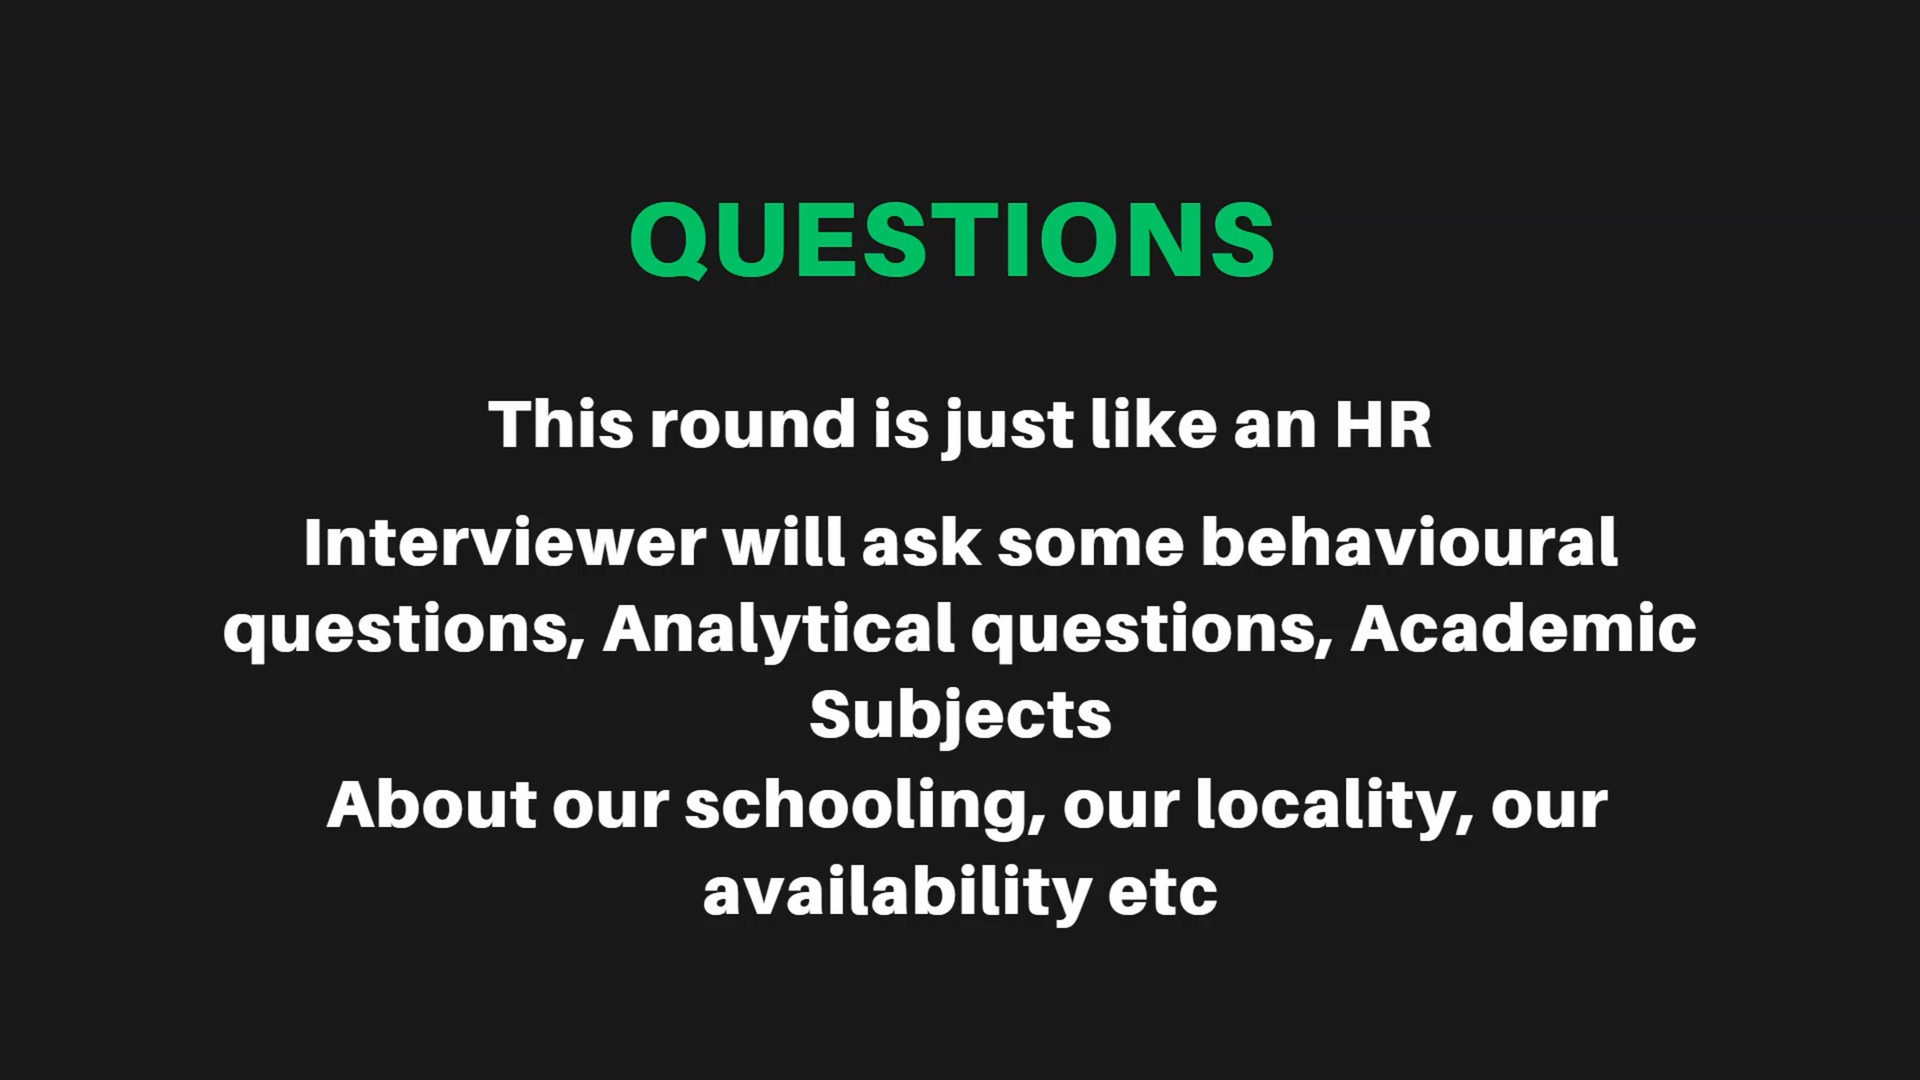 QUESTIONS
This round is just like an HR
Interviewer will ask some behavioural
questions, Analytical questions, Academic
Subjects
About our schooling, our locality, our
availability etc